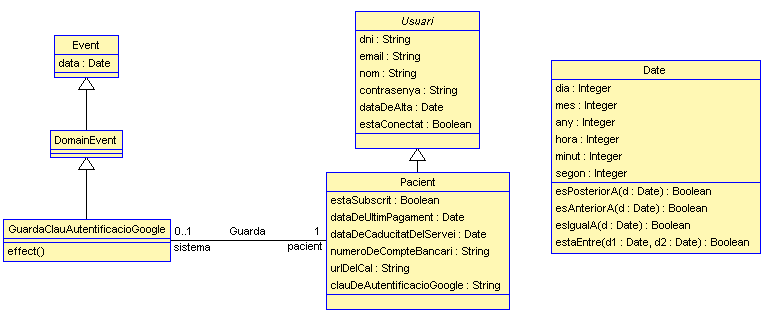 Event
data : Date
DomainEvent
GuardaClauAutentificacioGoogle
effect()
0..1
Guarda
1
sistema
pacient
Usuari
dni : String
email : String
nom : String
contrasenya : String
dataDeAlta : Date
estaConectat : Boolean
Pacient
estaSubscrit : Boolean
dataDeUltimPagament : Date
dataDeCaducitatDelServei : Date
numeroDeCompteBancari : String
urlDelCal : String
clauDeAutentificacioGoogle : String
Date
dia : Integer
mes : Integer
any : Integer
hora : Integer
minut : Integer
segon : Integer
esPosteriorA(d : Date) : Boolean
esAnteriorA(d : Date) : Boolean
esIgualA(d : Date) : Boolean
estaEntre(d1 : Date, d2 : Date) : Boolean